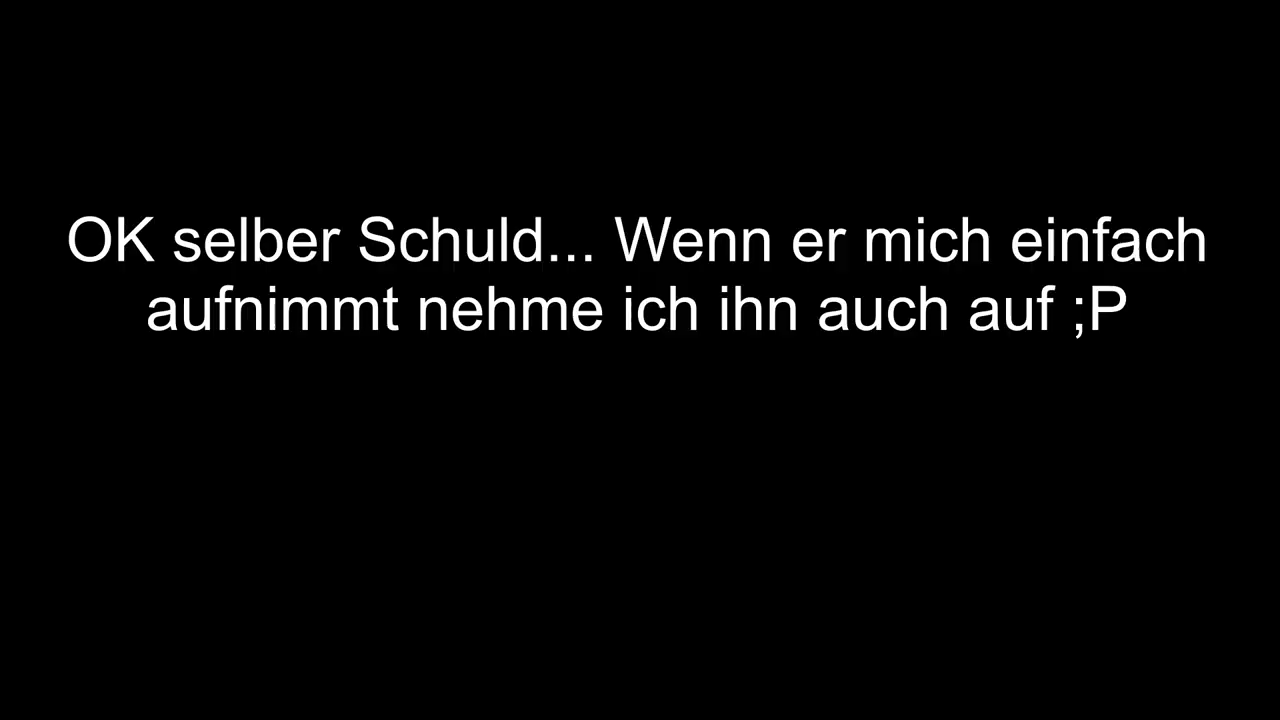 OK selber Schuld... Wenn er mich einfach
aufnimmt nehme ich ihn auch auf ;P